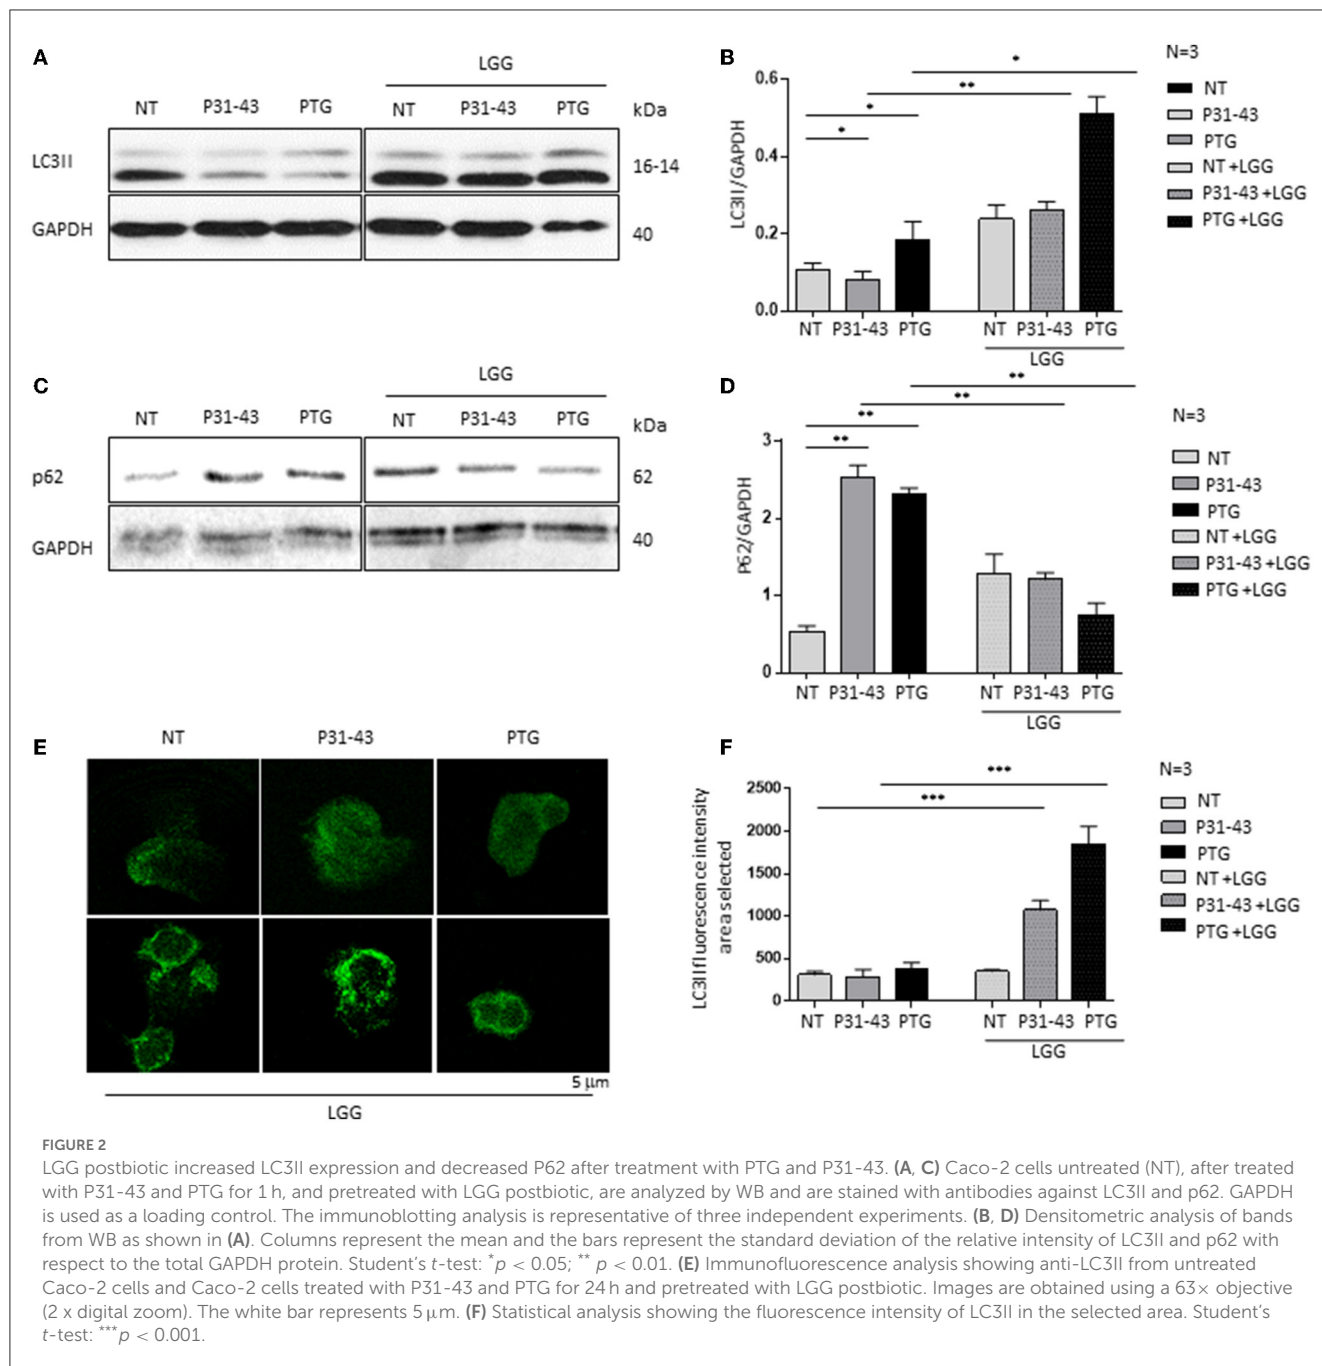 A
LGG
NT P31-43 PTG NT P31-43 PTG kDa
LC3II 16-14
GAPDH 40
B
N=3
NT
P31-43
PTG
NT +LGG
P31-43 +LGG
PTG +LGG
* ** * *
LC3II/GAPDH
0.6
0.4
0.2
0.0
NT P31-43 PTG NT P31-43 PTG
LGG
C
LGG
NT P31-43 PTG NT P31-43 PTG kDa
p62 62
GAPDH 40
D
N=3
NT
P31-43
PTG
NT +LGG
P31-43 +LGG
PTG +LGG
** ** ** **
P62/GAPDH
3
2
1
0
NT P31-43 PTG NT P31-43 PTG
LGG
E
NT P31-43 PTG
5 µm
LGG
F
N=3
NT
P31-43
PTG
NT +LGG
P31-43 +LGG
PTG +LGG
*** ***
LC3II fluorescence intensity
area selected
2500
2000
1500
1000
500
0
NT P31-43 PTG NT P31-43 PTG
LGG
FIGURE 2
LGG postbiotic increased LC3II expression and decreased P62 after treatment with PTG and P31-43. (A, C) Caco-2 cells untreated (NT), after treated
with P31-43 and PTG for 1 h, and pretreated with LGG postbiotic, are analyzed by WB and are stained with antibodies against LC3II and p62. GAPDH
is used as a loading control. The immunoblotting analysis is representative of three independent experiments. (B, D) Densitometric analysis of bands
from WB as shown in (A). Columns represent the mean and the bars represent the standard deviation of the relative intensity of LC3II and p62 with
respect to the total GAPDH protein. Student's t-test: *p < 0.05; ** p < 0.01. (E) Immunofluorescence analysis showing anti-LC3II from untreated
Caco-2 cells and Caco-2 cells treated with P31-43 and PTG for 24 h and pretreated with LGG postbiotic. Images are obtained using a 63× objective
(2 x digital zoom). The white bar represents 5 µm. (F) Statistical analysis showing the fluorescence intensity of LC3II in the selected area. Student's
t-test: ***p < 0.001.